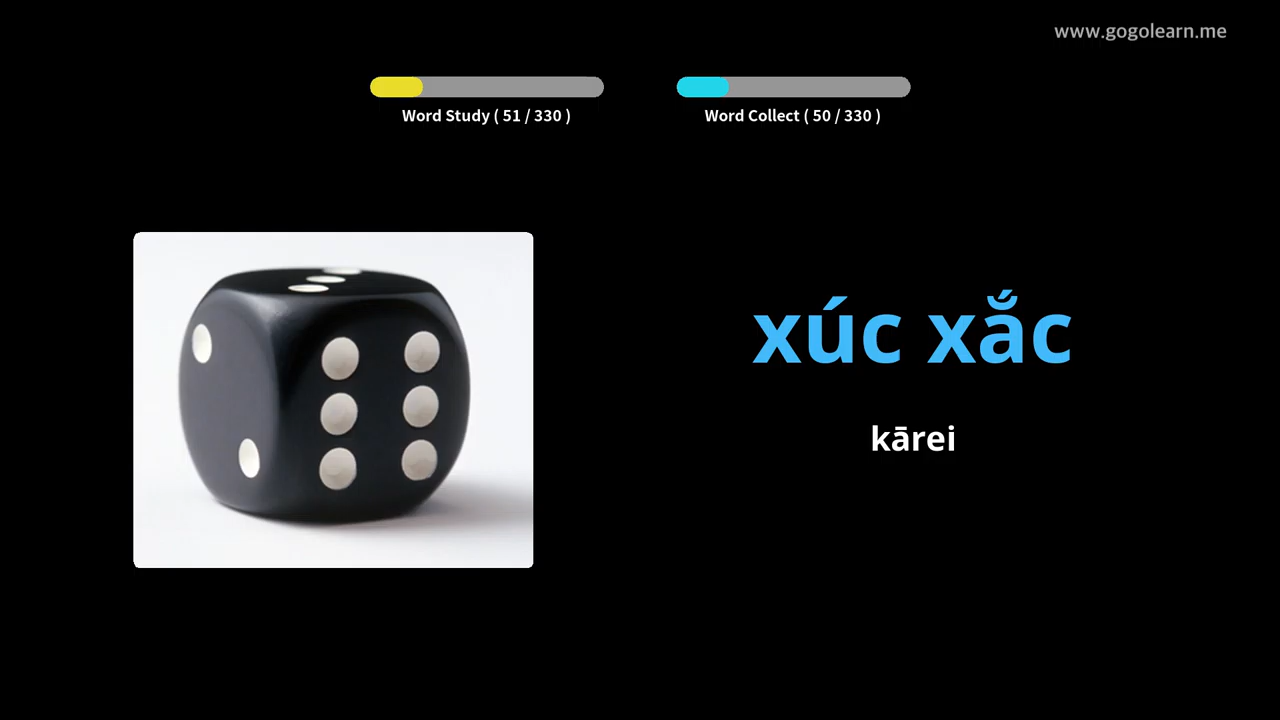 www.gogolearn.me
Word Study ( 51 / 330 )
Word Collect ( 50 / 330 )
xúc xắc
kārei